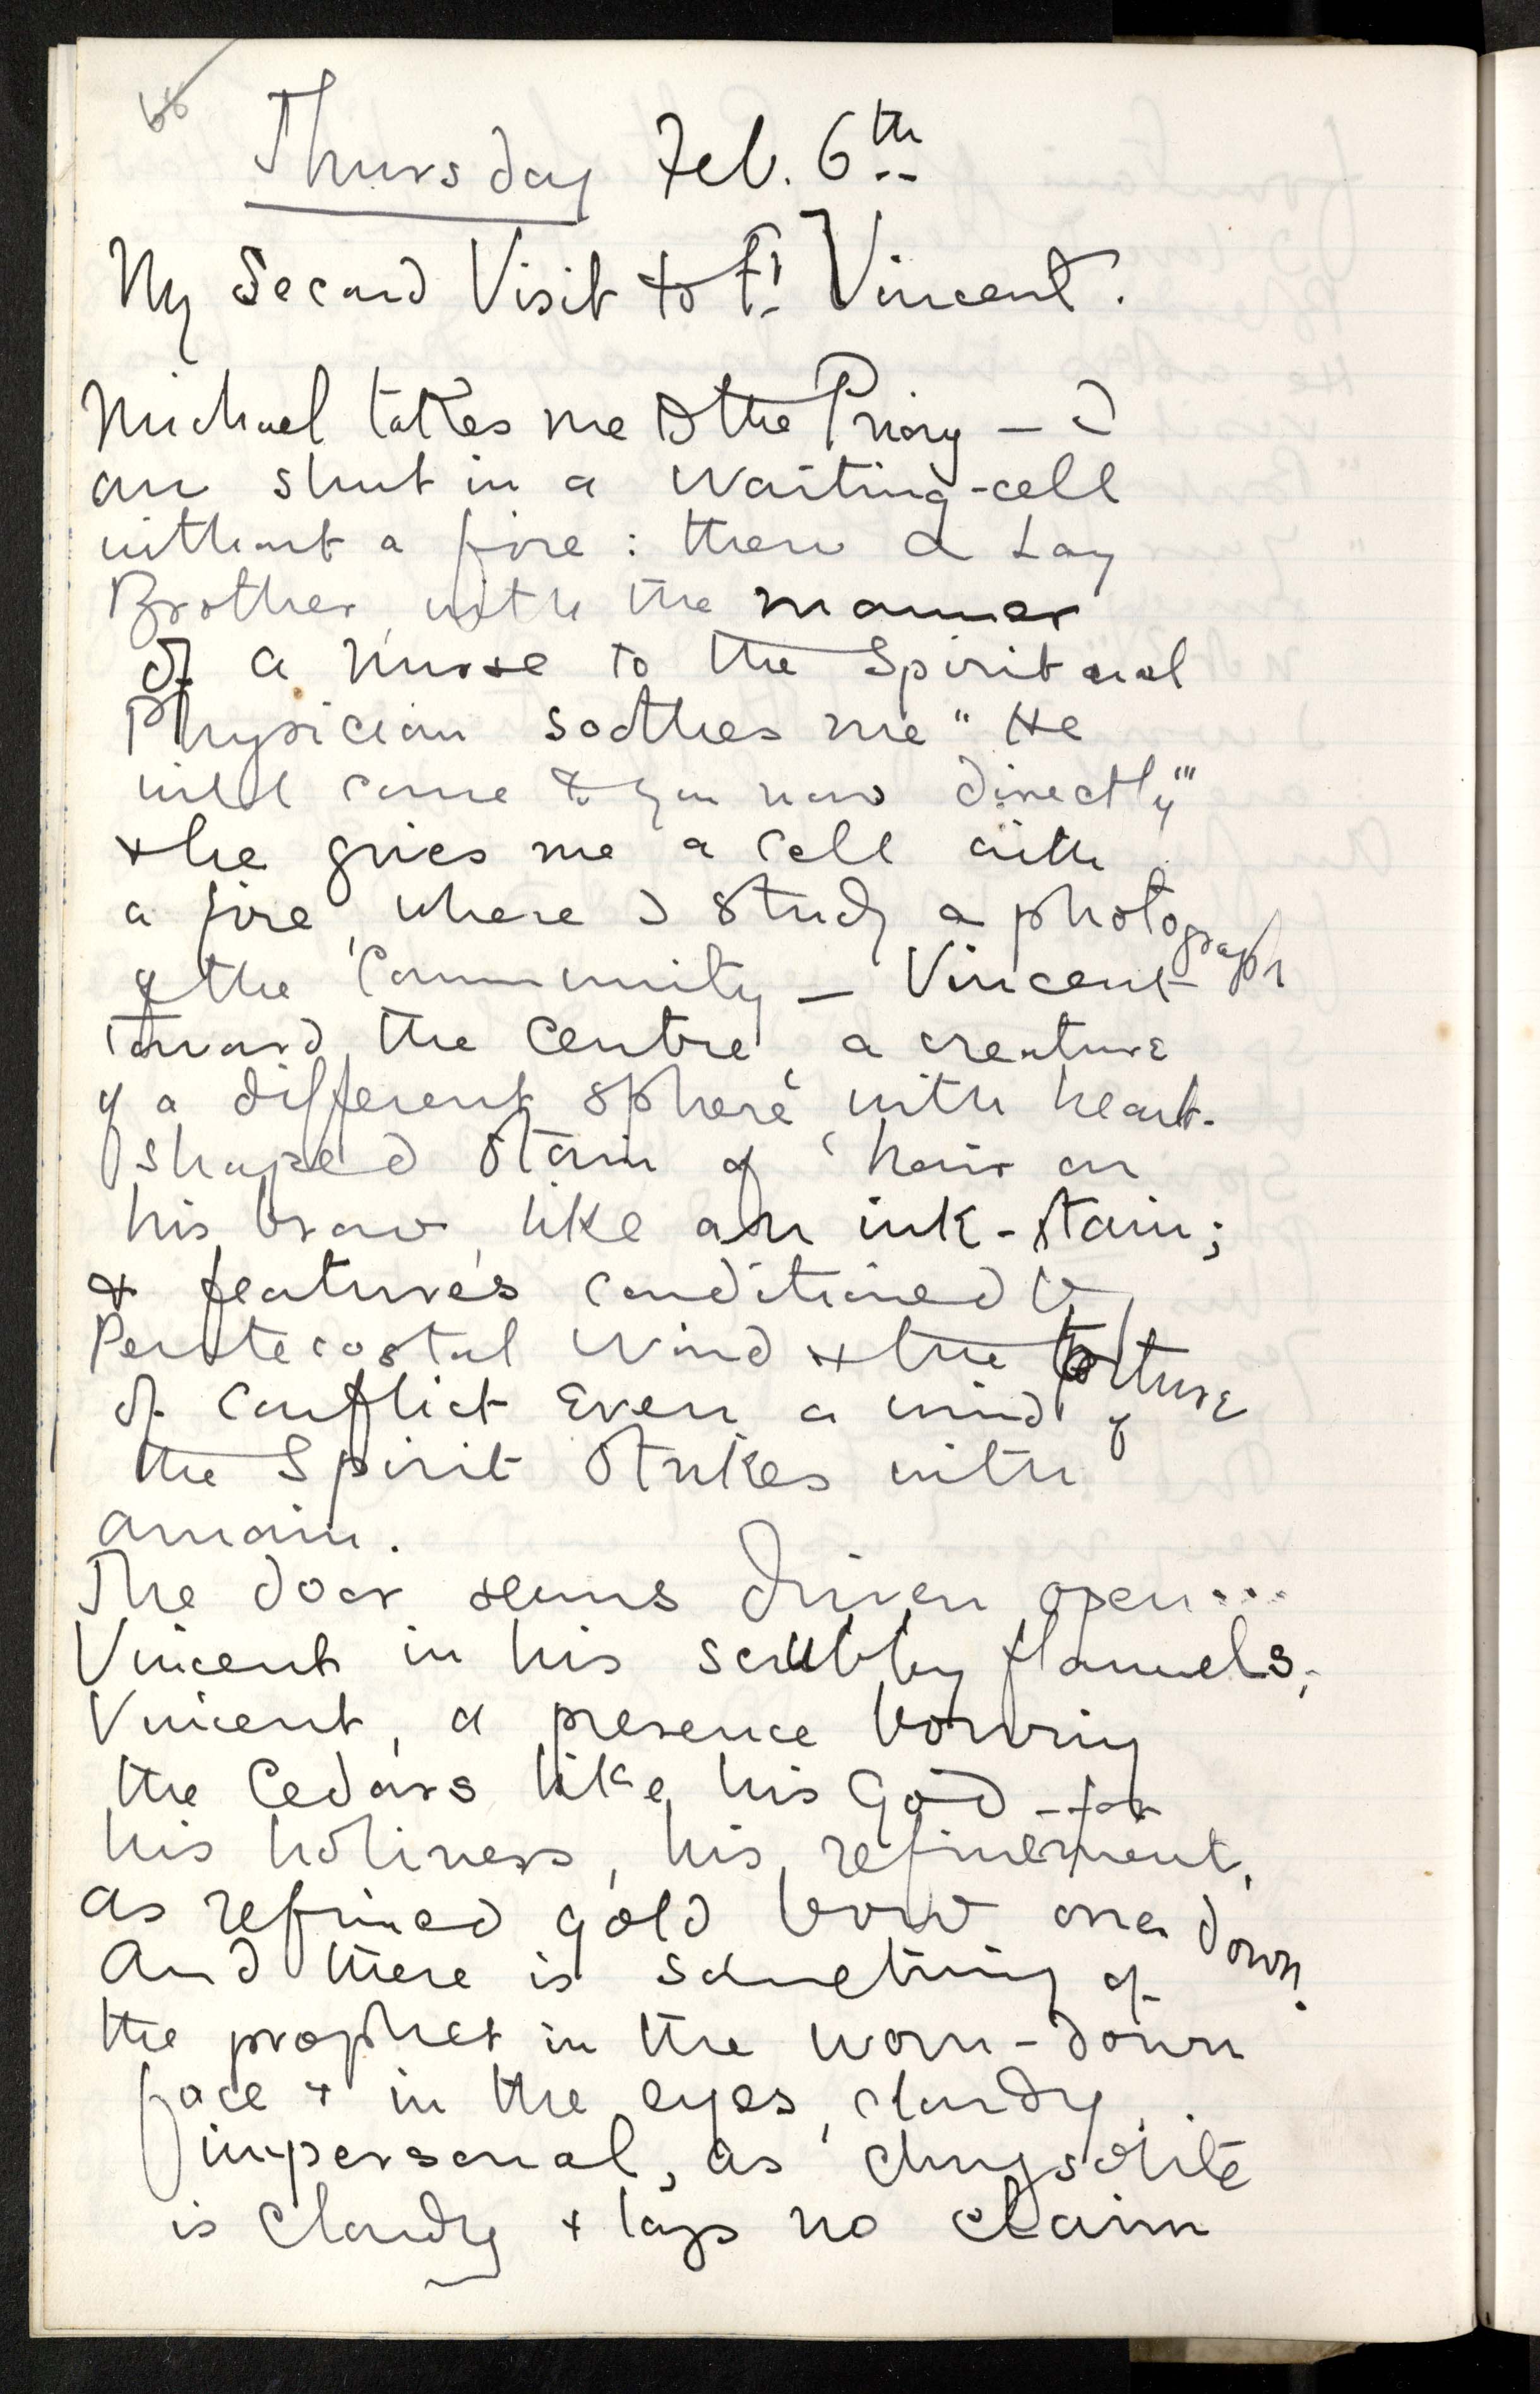 Thursday Feb. 6th
My Second Visit to Fr Vincent.
Michael takes me to the Priory — I
am shut in a waiting-cell
without a fire : then a Lay
Brother, with the manner
of a nurse to the Spiritual
Physician soothes me "He
will come to you now directly"
& he gives me a cell with
a fire, where I study a photograph
of the Community — Vincent
toward the centre, a creature
of a different sphere, with heart-
shaped stain of hair on
his brow, like an ink-stain;
& features conditioned by
Pentecostal wind & the torture
of conflict even a wind of
the Spirit strikes with
amain.
The door seems driven open...
Vincent in his scrubby flannels,
Vincent, a presence bowing
the Cedars like his God — for
his holiness, his refinement,
as refined gold bow one down.
And there is something of
the prophet in the worn-down
face & in the eyes, cloudy,
impersonal, as chrysolite
is cloudy & lays no claim